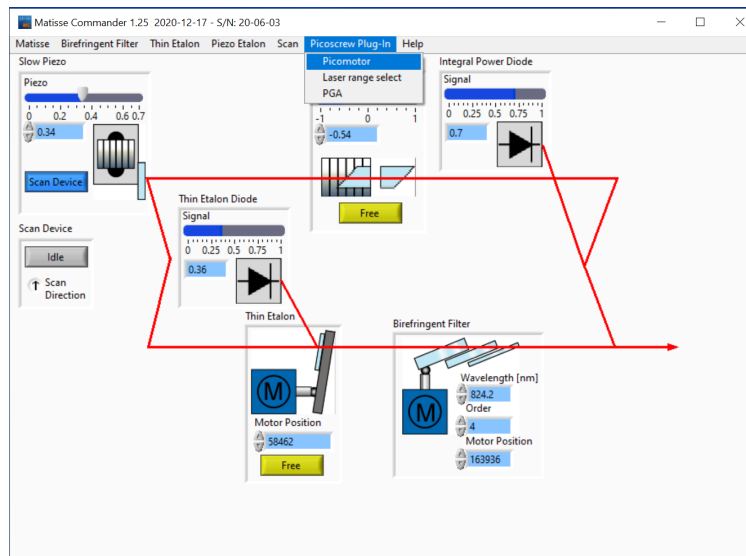 Matisse Commander 1.25 2020-12-17 - S/N: 20-06-03
Matisse Birefringent Filter Thin Etalon Piezo Etalon Scan Picoscrew Plug-In Help
Picomotor
Laser range select
PGA
Slow Piezo
Piezo
0 0.2 0.4 0.6 0.7
0.34
Scan Device
-1 0 1
-0.54
Free
Integral Power Diode
Signal
0 0.25 0.5 0.75 1
0.7
Thin Etalon Diode
Signal
0 0.25 0.5 0.75 1
0.36
Scan Device
Idle
Scan
Direction
Thin Etalon
M
Motor Position
58462
Free
Birefringent Filter
M
Wavelength [nm]
824.2
Order
4
Motor Position
163936